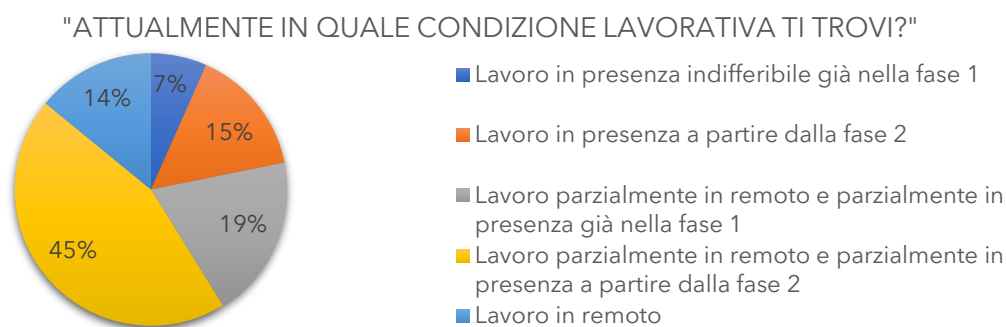 "ATTUALMENTE IN QUALE CONDIZIONE LAVORATIVA TI TROVI?"
7%
14%
15%
19%
45%
Lavoro in presenza indifferibile già nella fase 1
Lavoro in presenza a partire dalla fase 2
Lavoro parzialmente in remoto e parzialmente in
presenza già nella fase 1
Lavoro parzialmente in remoto e parzialmente in
presenza a partire dalla fase 2
Lavoro in remoto